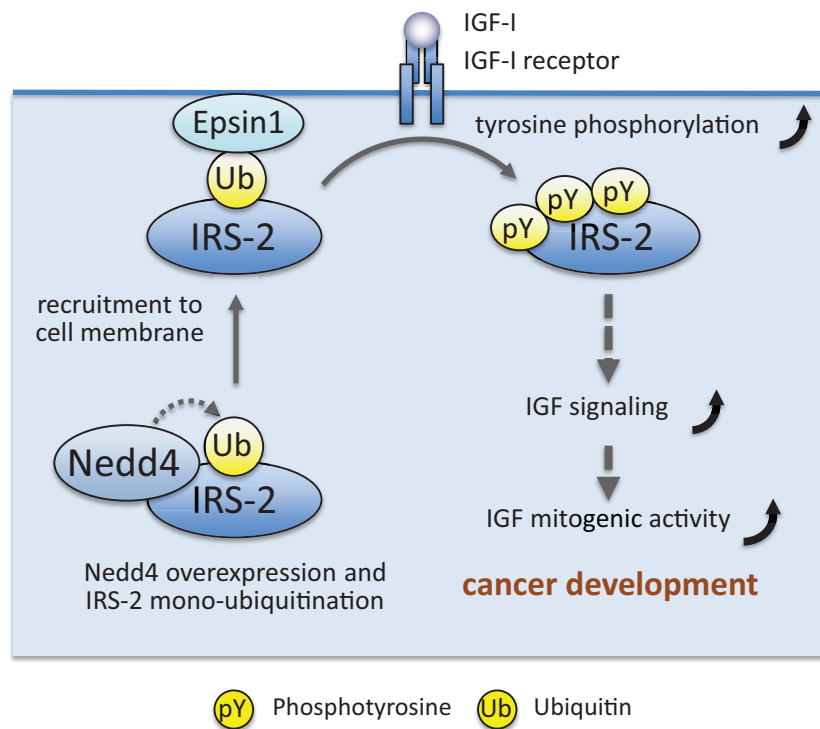 IGF-I
IGF-I receptor
Epsin1
Ub
IRS-2
tyrosine phosphorylation
pY
pY
pY
IRS-2
recruitment to
cell membrane
Nedd4
Ub
IRS-2
Nedd4 overexpression and
IRS-2 mono-ubiquitination
IGF signaling
IGF mitogenic activity
cancer development
pY Phosphotyrosine Ub Ubiquitin